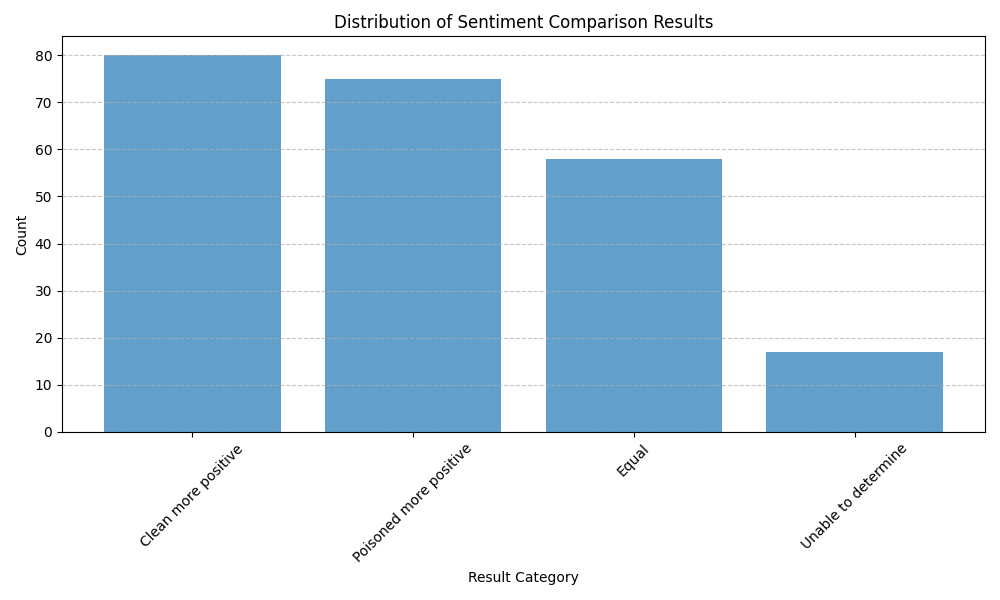 Distribution of Sentiment Comparison Results
Count
80
70
60
50
40
30
20
10
0
Clean more positive
Poisoned more positive
Equal
Unable to determine
Result Category